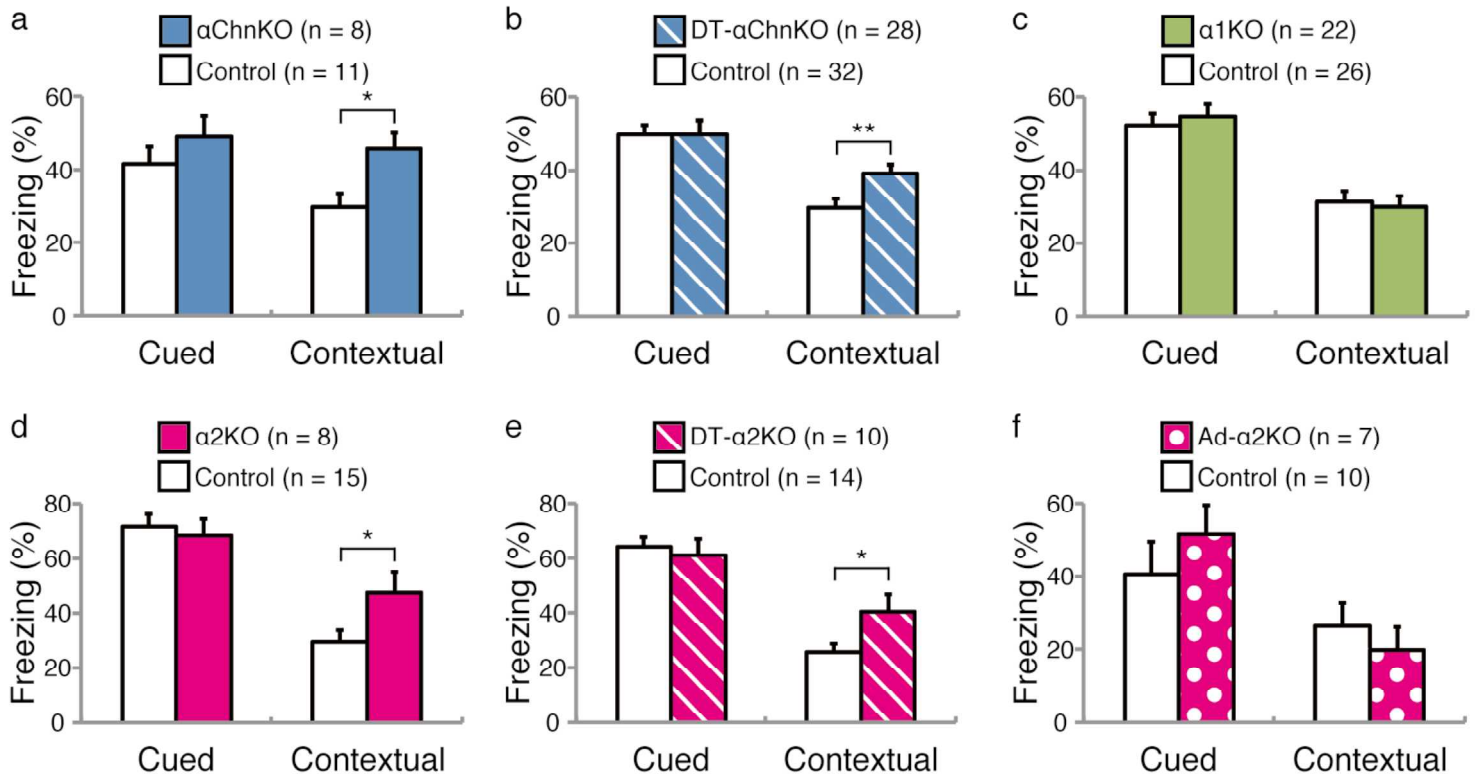 a
αChnKO (n = 8)
Control (n = 11)
Freezing (%)
60
40
20
0
*
Cued
Contextual
b
DT-αChnKO (n = 28)
Control (n = 32)
Freezing (%)
60
40
20
0
**
Cued
Contextual
c
α1KO (n = 22)
Control (n = 26)
Freezing (%)
60
40
20
0
Cued
Contextual
d
α2KO (n = 8)
Control (n = 15)
Freezing (%)
80
60
40
20
0
*
Cued
Contextual
e
DT-α2KO (n = 10)
Control (n = 14)
Freezing (%)
80
60
40
20
0
*
Cued
Contextual
f
Ad-α2KO (n = 7)
Control (n = 10)
Freezing (%)
60
40
20
0
Cued
Contextual